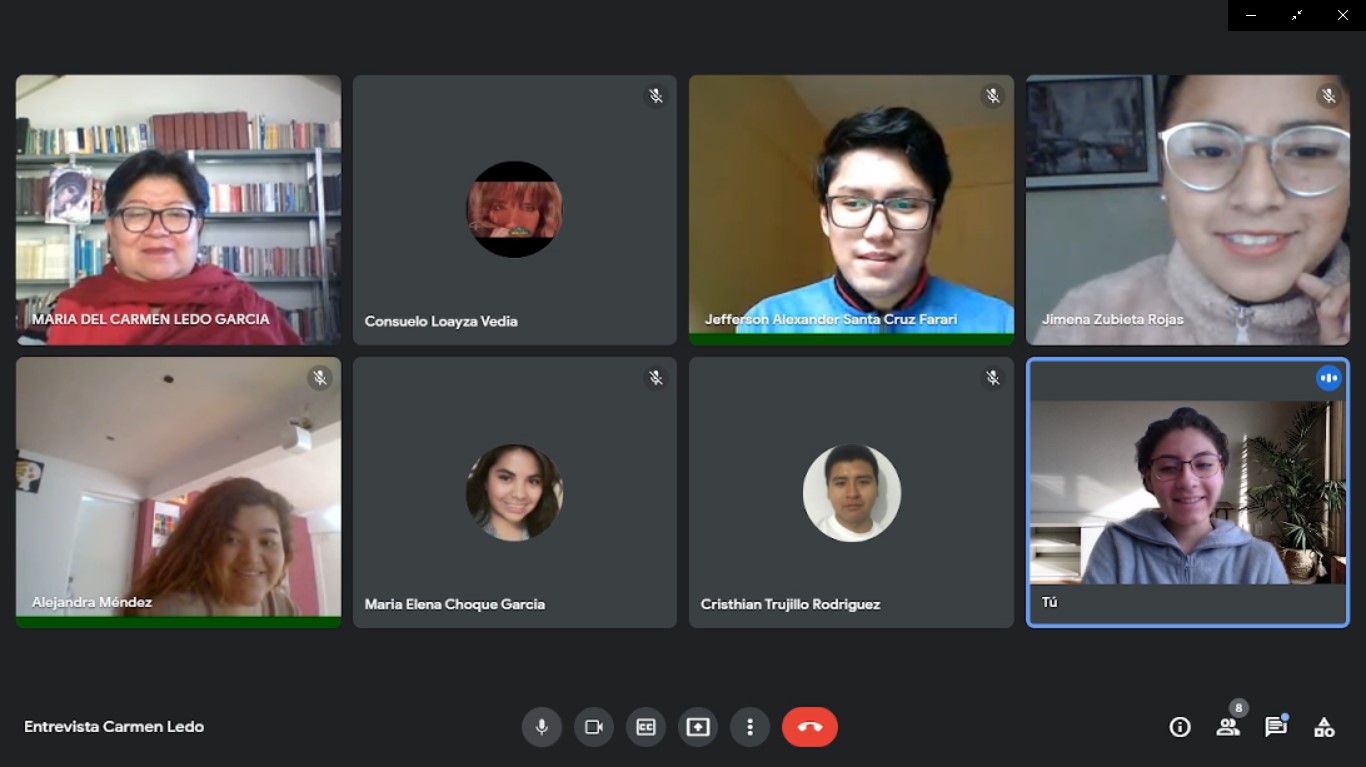 MARIA DEL CARMEN LEDO GARCIA
Consuelo Loayza Vedia
Jefferson Alexander Santa Cruz Farari
Jimena Zubieta Rojas
Alejandra Méndez
Maria Elena Choque Garcia
Cristhian Trujillo Rodriguez
Tú
Entrevista Carmen Ledo
CC
8